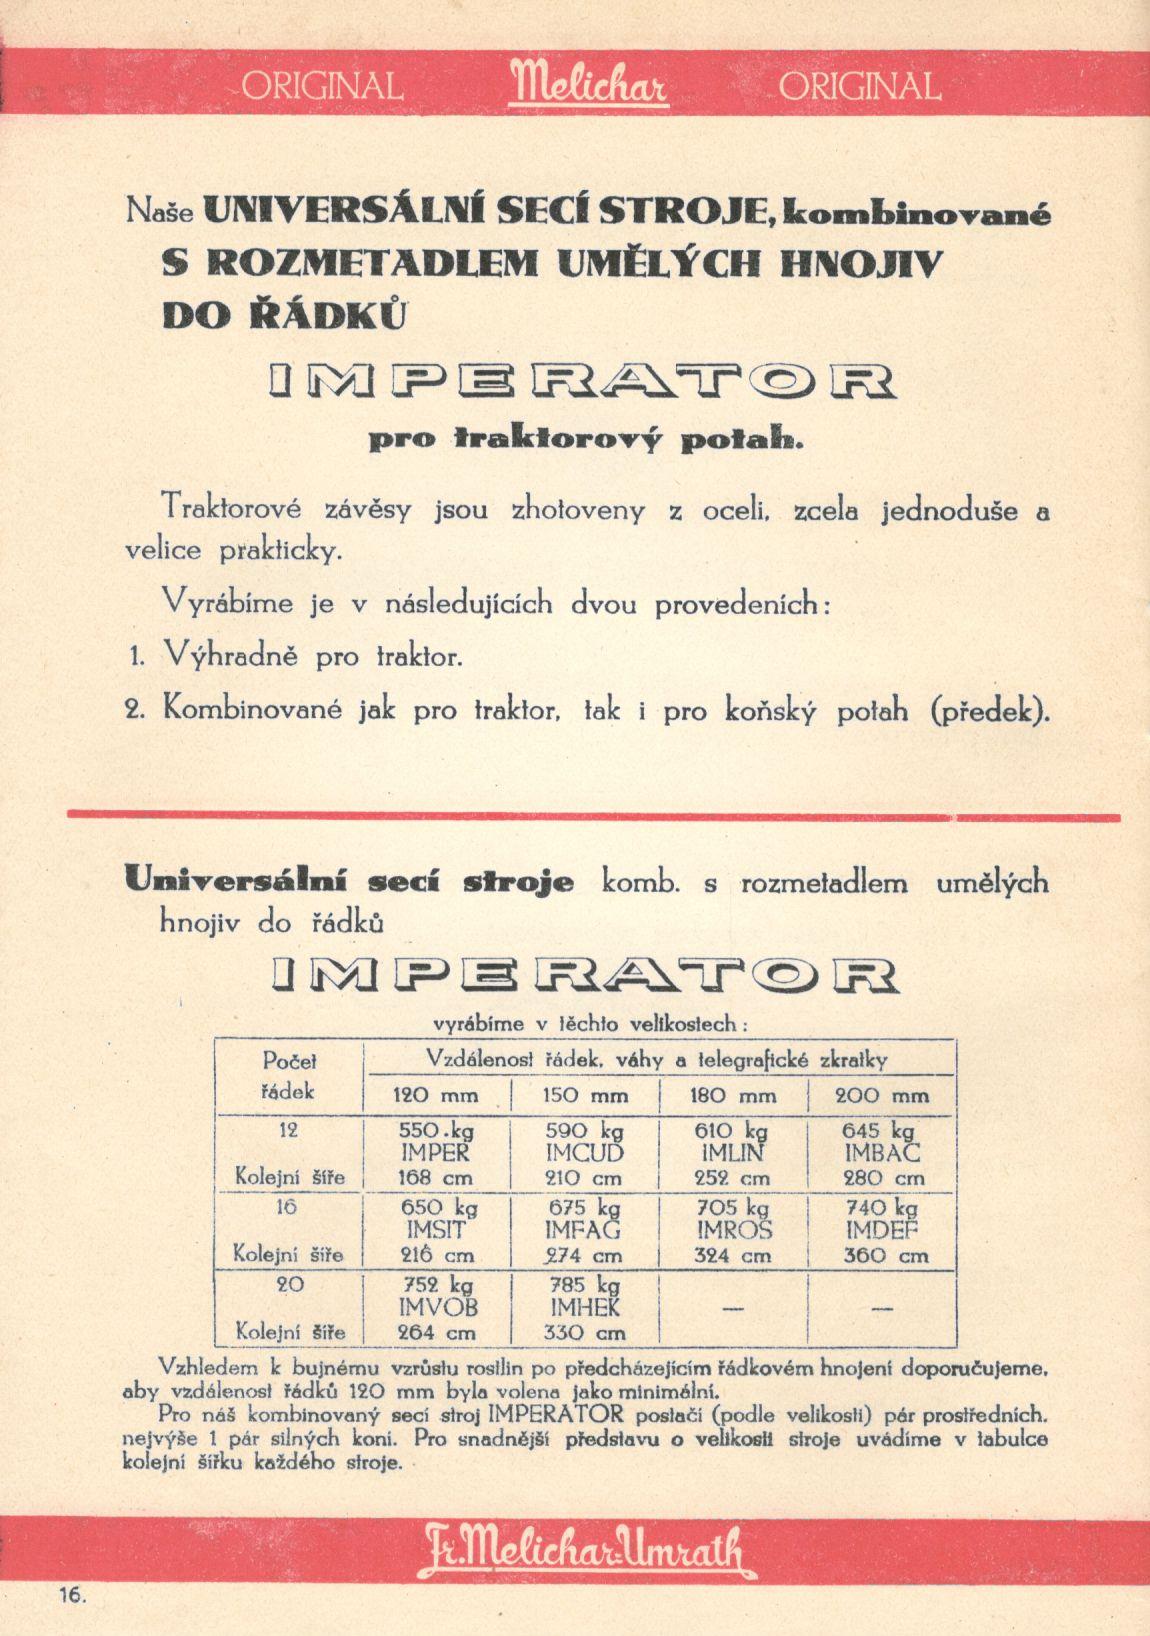 ORIGINAL Melichar ORIGINAL
Naše UNIVERSÁLNÍ SECÍ STROJE, kombinované
S ROZMETADLEM UMĚLÝCH HNOJIV
DO ŘÁDKŮ
IMPERATOR
pro traktorový potah.
Traktorové závěsy jsou zhotoveny z oceli, zcela jednoduše a
velice prakticky.
Vyrábíme je v následujících dvou provedeních:
1. Výhradně pro traktor.
2. Kombinované jak pro traktor, tak i pro koňský potah (předek).
Universální secí stroje komb. s rozmetadlem umělých
hnojiv do řádků
IMPERATOR
vyrábíme v těchto velikostech:
Počet řádek Vzdálenost řádek, váhy a telegrafické zkratky
120 mm 150 mm 180 mm 200 mm
12 550 kg 590 kg 610 kg 645 kg
IMPER IMCUD IMLIN IMBAC
Kolejní šíře 168 cm 210 cm 252 cm 280 cm
16 650 kg 675 kg 705 kg 740 kg
IMSIT IMFAG IMROS IMDEF
Kolejní šíře 216 cm 274 cm 324 cm 360 cm
20 752 kg 785 kg
IMVOB IMHEK — —
Kolejní šíře 264 cm 330 cm
Vzhledem k bujnému vzrůstu rostlin po předcházejícím řádkovém hnojení doporučujeme,
aby vzdálenost řádků 120 mm byla volena jako minimální.
Pro náš kombinovaný secí stroj IMPERATOR postačí (podle velikosti) pár prostředních,
nejvýše 1 pár silných koní. Pro snadnější představu o velikosti stroje uvádíme v tabulce
kolejní šířku každého stroje.
Fr. Melichar-Umrath
16.